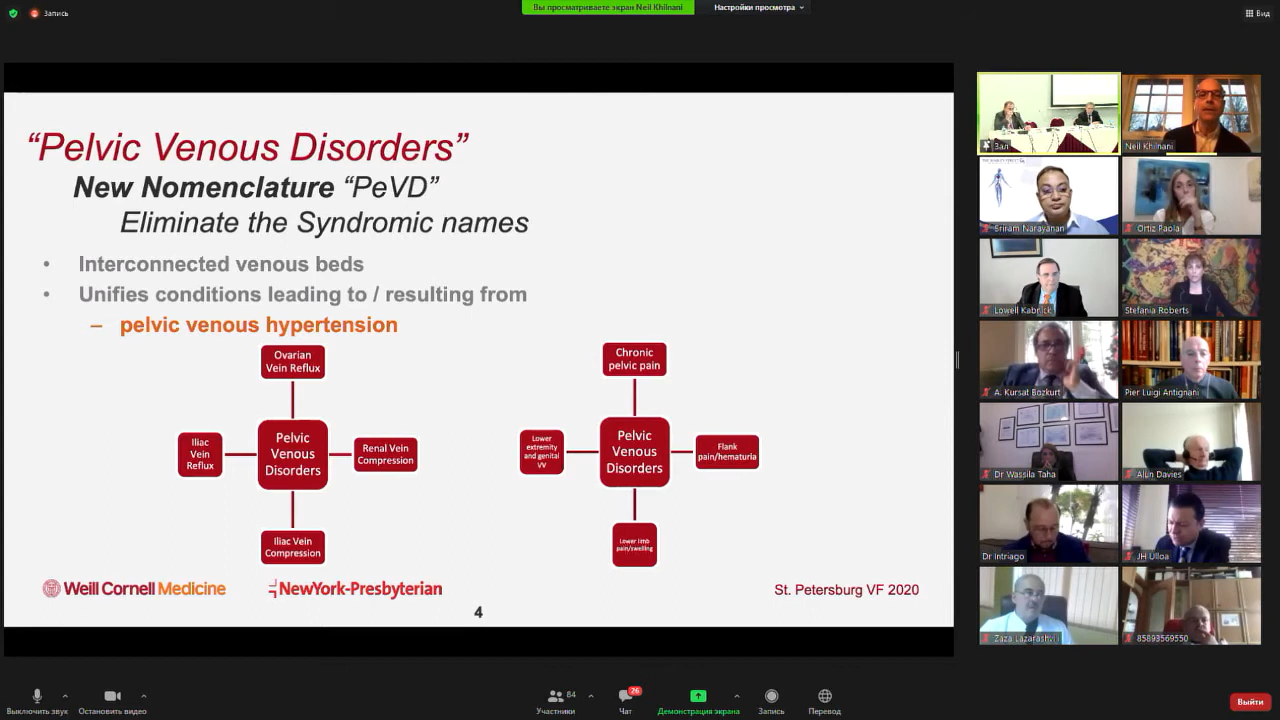 Запись
Вы просматриваете экран Neil Khilnani
Настройки просмотра
Вид
“Pelvic Venous Disorders”
New Nomenclature “PeVD”
Eliminate the Syndromic names
• Interconnected venous beds
• Unifies conditions leading to / resulting from
– pelvic venous hypertension
Ovarian
Vein Reflux
Iliac
Vein
Reflux
Pelvic
Venous
Disorders
Renal Vein
Compression
Iliac Vein
Compression
Chronic
pelvic pain
Lower
extremity
and genital
VV
Pelvic
Venous
Disorders
Flank
pain/hematuria
Lower limb
pain/swelling
Weill Cornell Medicine
NewYork-Presbyterian
St. Petersburg VF 2020
4
Зал
Neil Khilnani
Sriram Narayanan
Ortiz Paola
Lowell Kabnick
Stefania Roberts
A. Kursat Bozkurt
Pier Luigi Antignani
Dr Wassila Taha
Alun Davies
Dr Intriago
JH Ulloa
Zaza Lazarashvili
85893569550
Выключить звук
Остановить видео
84
Участники
26
Чат
Демонстрация экрана
Запись
Перевод
Выйти